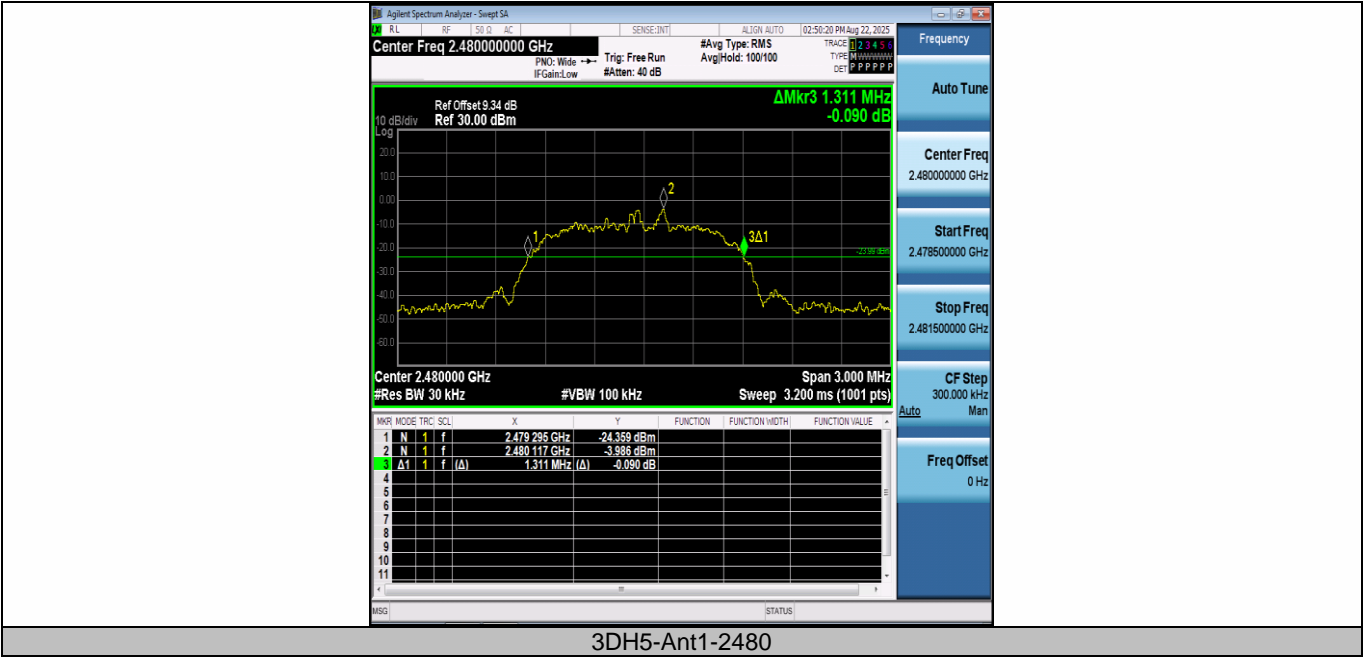 Agilent Spectrum Analyzer - Swept SA
RL RF 50 Ω AC SENSE:INT ALIGN AUTO 02:50:20 PM Aug 22, 2025
Center Freq 2.480000000 GHz
#Avg Type: RMS
TRACE 1 2 3 4 5 6
PNO: Wide
Trig: Free Run
Avg|Hold: 100/100
TYPE M WWWWW
IFGain:Low
#Atten: 40 dB
DET P P P P P P
ΔMkr3 1.311 MHz
-0.090 dB
Ref Offset 9.34 dB
10 dB/div Ref 30.00 dBm
Log
20.0
10.0
0.00
-10.0
-20.0
-30.0
-40.0
-50.0
-60.0
1
2
3Δ1
-23.99 dBm
Center 2.480000 GHz Span 3.000 MHz
#Res BW 30 kHz #VBW 100 kHz Sweep 3.200 ms (1001 pts)
MKR MODE TRC SCL X Y FUNCTION FUNCTION WIDTH FUNCTION VALUE
1 N 1 f 2.479 295 GHz -24.359 dBm
2 N 1 f 2.480 117 GHz -3.986 dBm
3 Δ1 1 f (Δ) 1.311 MHz (Δ) -0.090 dB
4
5
6
7
8
9
10
11
MSG STATUS
Frequency
Auto Tune
Center Freq
2.480000000 GHz
Start Freq
2.478500000 GHz
Stop Freq
2.481500000 GHz
CF Step
300.000 kHz
Auto Man
Freq Offset
0 Hz
3DH5-Ant1-2480